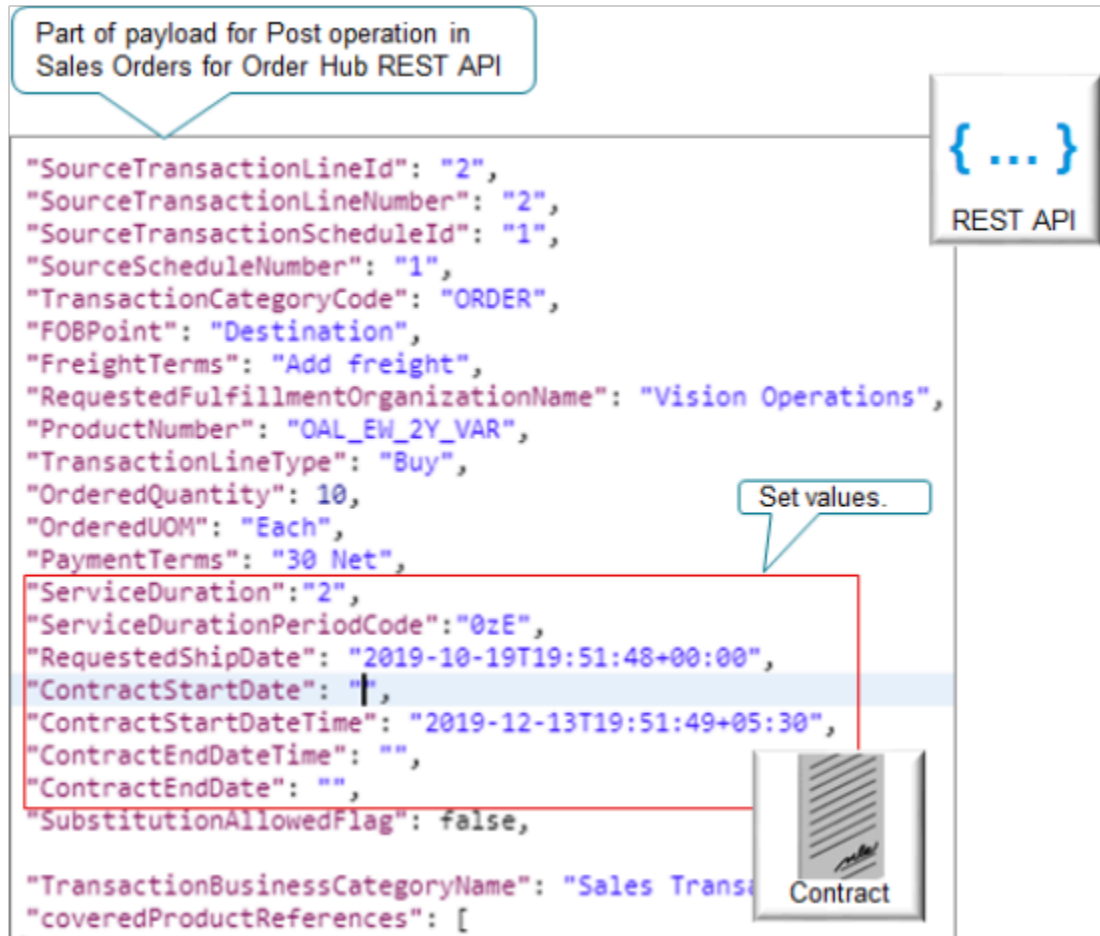 Part of payload for Post operation in
Sales Orders for Order Hub REST API
{ ... }
REST API
"SourceTransactionLineId": "2",
"SourceTransactionLineNumber": "2",
"SourceTransactionScheduleId": "1",
"SourceScheduleNumber": "1",
"TransactionCategoryCode": "ORDER",
"FOBPoint": "Destination",
"FreightTerms": "Add freight",
"RequestedFulfillmentOrganizationName": "Vision Operations",
"ProductNumber": "OAL_EW_2Y_VAR",
"TransactionLineType": "Buy",
"OrderedQuantity": 10,
"OrderedUOM": "Each",
"PaymentTerms": "30 Net",
Set values.
"ServiceDuration":"2",
"ServiceDurationPeriodCode":"0zE",
"RequestedShipDate": "2019-10-19T19:51:48+00:00",
"ContractStartDate": "",
"ContractStartDateTime": "2019-12-13T19:51:49+05:30",
"ContractEndDateTime": "",
"ContractEndDate": "",
"SubstitutionAllowedFlag": false,
"TransactionBusinessCategoryName": "Sales
"coveredProductReferences": [
Contract